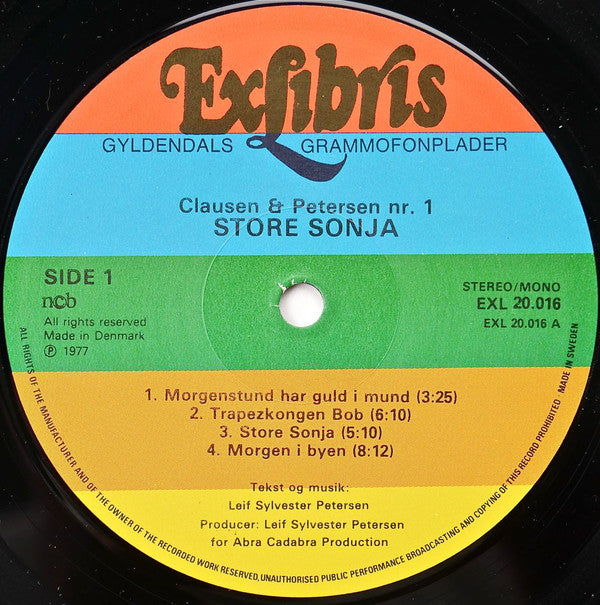 Exlibris
GYLDENDALS GRAMMOFONPLADER
Clausen & Petersen nr. 1
STORE SONJA
SIDE 1
ncb
All rights reserved
Made in Denmark
Ⓟ 1977
STEREO/MONO
EXL 20.016
EXL 20.016 A
1. Morgenstund har guld i mund (3:25)
2. Trapezkongen Bob (6:10)
3. Store Sonja (5:10)
4. Morgen i byen (8:12)
Tekst og musik:
Leif Sylvester Petersen
Producer: Leif Sylvester Petersen
for Abra Cadabra Production
ALL RIGHTS OF THE MANUFACTURER AND OF THE OWNER OF THE RECORDED WORK RESERVED, UNAUTHORISED PUBLIC PERFORMANCE BROADCASTING AND COPYING OF THIS RECORD PROHIBITED MADE IN SWEDEN